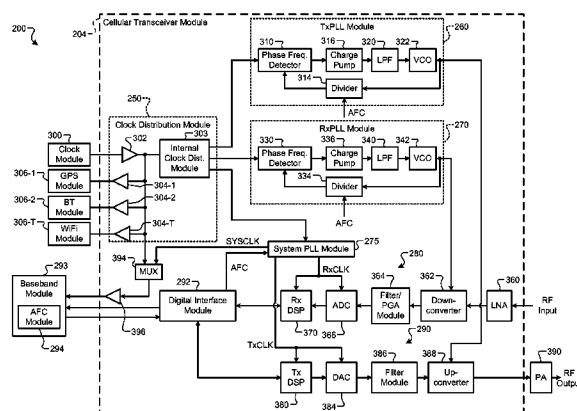 200
204
Cellular Transceiver Module
TxPLL Module
260
310
316
320
322
Phase Freq. Detector
Charge Pump
LPF
VCO
314
Divider
AFC
250
Clock Distribution Module
300
302
303
Clock Module
Internal Clock Dist. Module
RxPLL Module
270
330
336
340
342
Phase Freq. Detector
Charge Pump
LPF
VCO
334
Divider
AFC
306-1
GPS Module
304-1
306-2
BT Module
304-2
306-T
WiFi Module
304-T
SYSCLK
System PLL Module
275
394
MUX
AFC
RxCLK
280
293
Baseband Module
AFC Module
294
396
292
Digital Interface Module
Rx DSP
370
ADC
366
364
Filter/ PGA Module
362
Down- converter
360
LNA
RF Input
290
TxCLK
Tx DSP
380
DAC
384
386
Filter Module
388
Up- converter
390
PA
RF Output